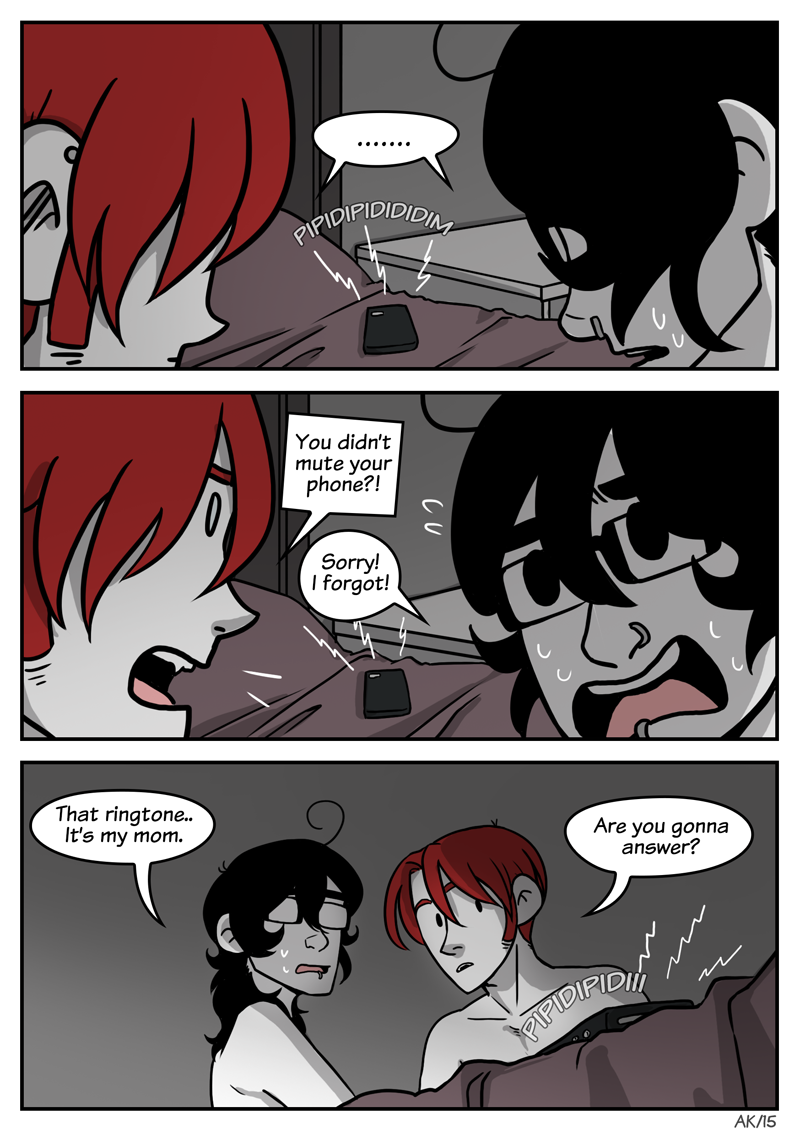 .......
PIPIDIPIDIDIDIM
You didn't
mute your
phone?!
Sorry!
I forgot!
That ringtone..
It's my mom.
Are you gonna
answer?
PIPIDIPIDIII
AK/15